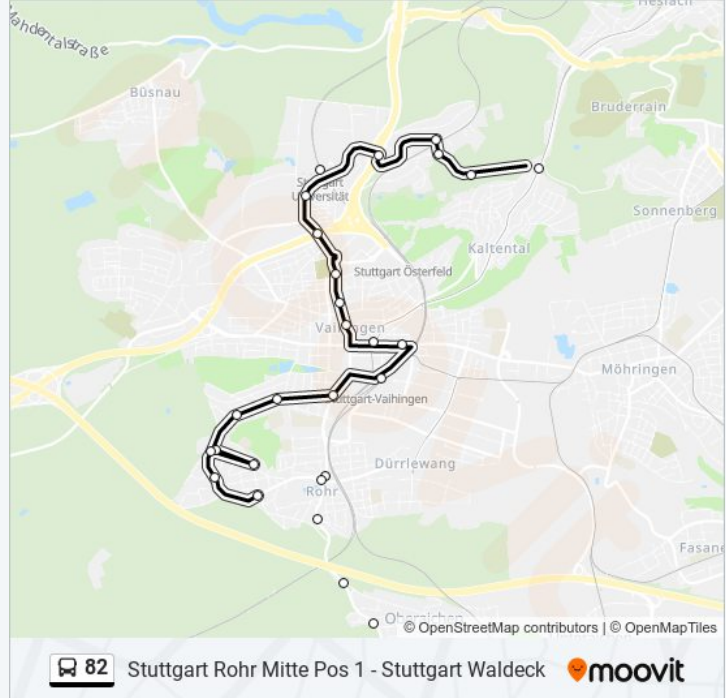 Heslach
Mahdentalstraße
Büsnau
Bruderrain
Stuttgart
Universität
Sonnenberg
Kaltental
Stuttgart Österfeld
Vaihingen
Möhringen
Stuttgart-Vaihingen
Dürrlewang
Rohr
Fasane
Oberaichen
© OpenStreetMap contributors | © OpenMapTiles
82 Stuttgart Rohr Mitte Pos 1 - Stuttgart Waldeck moovit